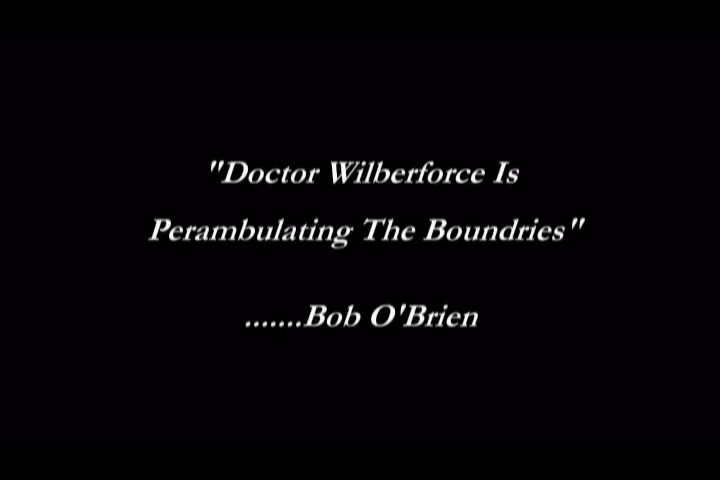 "Doctor Wilberforce Is
Perambulating The Boundries"
.......Bob O'Brien